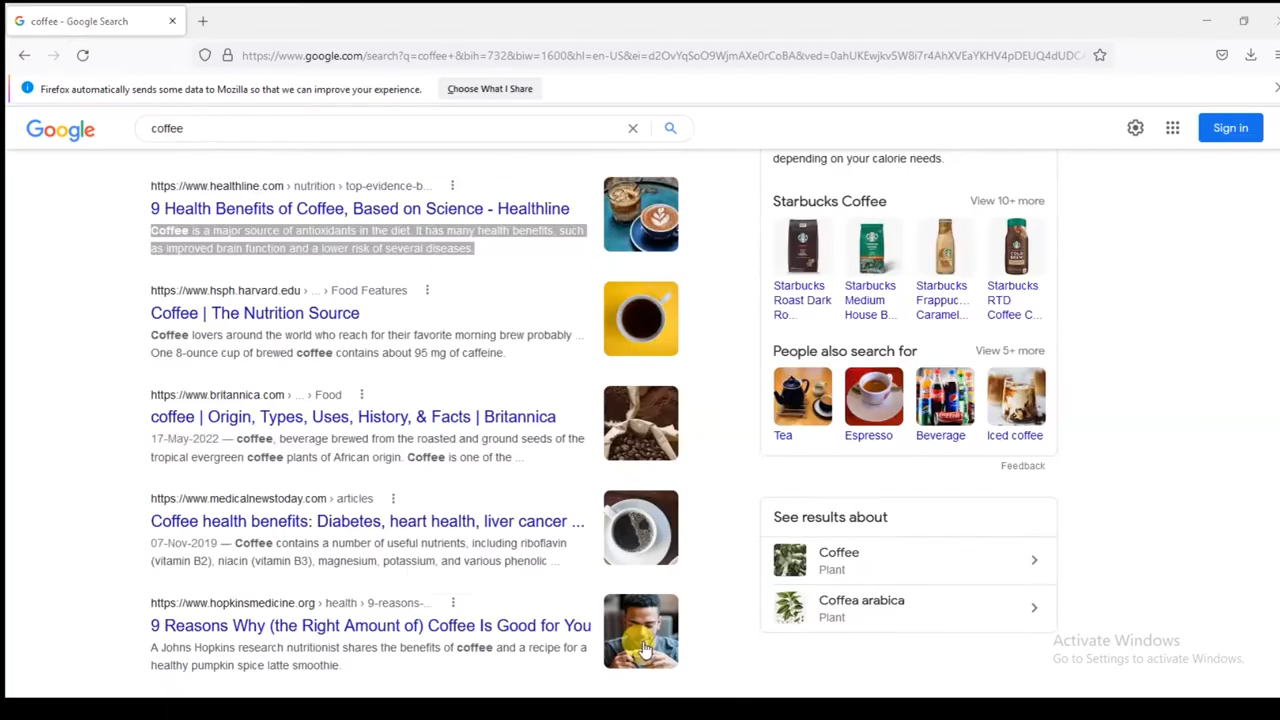 coffee - Google Search
https://www.google.com/search?q=coffee+&bih=732&biw=1600&hl=en-US&ei=d2OvYqSoO9WjmAXe0rCoBA&ved=0ahUKEwjkvSW8i7r4AhXVEaYKHV4pDEUQ4dUDC
Firefox automatically sends some data to Mozilla so that we can improve your experience.
Choose What I Share
Google
coffee
Sign in
https://www.healthline.com › nutrition › top-evidence-b...
9 Health Benefits of Coffee, Based on Science - Healthline
Coffee is a major source of antioxidants in the diet. It has many health benefits, such
as improved brain function and a lower risk of several diseases.
https://www.hsph.harvard.edu › ... › Food Features
Coffee | The Nutrition Source
Coffee lovers around the world who reach for their favorite morning brew probably ...
One 8-ounce cup of brewed coffee contains about 95 mg of caffeine.
https://www.britannica.com › ... › Food
coffee | Origin, Types, Uses, History, & Facts | Britannica
17-May-2022 — coffee, beverage brewed from the roasted and ground seeds of the
tropical evergreen coffee plants of African origin. Coffee is one of the ...
https://www.medicalnewstoday.com › articles
Coffee health benefits: Diabetes, heart health, liver cancer ...
07-Nov-2019 — Coffee contains a number of useful nutrients, including riboflavin
(vitamin B2), niacin (vitamin B3), magnesium, potassium, and various phenolic ...
https://www.hopkinsmedicine.org › health › 9-reasons-...
9 Reasons Why (the Right Amount of) Coffee Is Good for You
A Johns Hopkins research nutritionist shares the benefits of coffee and a recipe for a
healthy pumpkin spice latte smoothie.
depending on your calorie needs.
Starbucks Coffee
View 10+ more
Starbucks Roast Dark Ro...
Starbucks Medium House B...
Starbucks Frappuc... Caramel...
Starbucks RTD Coffee C...
People also search for
View 5+ more
Tea
Espresso
Beverage
Iced coffee
Feedback
See results about
Coffee
Plant
Coffea arabica
Plant
Activate Windows
Go to Settings to activate Windows.